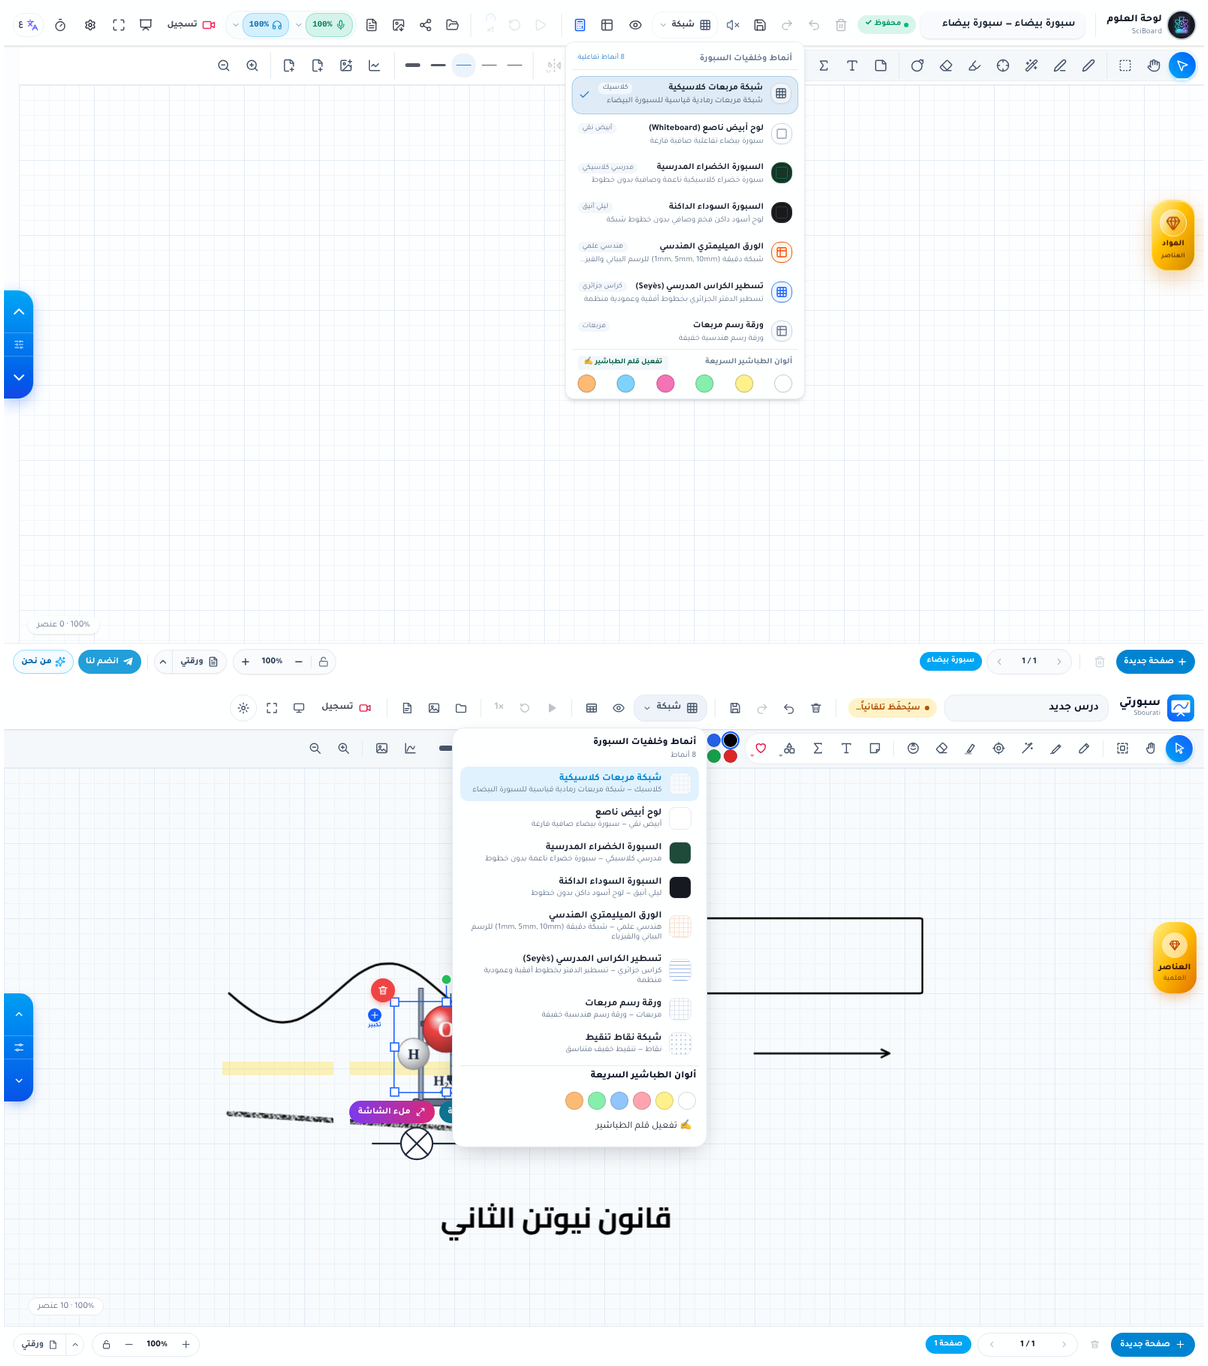 لوحة العلوم
SciBoard
سبورة بيضاء – سبورة بيضاء
محفوظ ✓
شبكة
100%
100%
تسجيل
ع
أنماط وخلفيات السبورة
8 أنماط تفاعلية
شبكة مربعات كلاسيكية
كلاسيك
شبكة مربعات رمادية قياسية للسبورة البيضاء
لوح أبيض ناصع (Whiteboard)
أبيض نقي
سبورة بيضاء تفاعلية صافية فارغة
السبورة الخضراء المدرسية
مدرسي كلاسيكي
سبورة خضراء كلاسيكية ناعمة وصافية بدون خطوط
السبورة السوداء الداكنة
ليلي أنيق
لوح أسود داكن فخم وصافي بدون خطوط شبكة
الورق الميليمتري الهندسي
هندسي علمي
شبكة دقيقة (1mm, 5mm, 10mm) للرسم البياني والفيز...
تسطير الكراس المدرسي (Seyès)
كراس جزائري
تسطير الدفتر الجزائري بخطوط أفقية وعمودية منظمة
ورقة رسم مربعات
مربعات
ورقة رسم هندسية خفيفة
ألوان الطباشير السريعة
تفعيل قلم الطباشير ✍️
المواد
العناصر
100% · 0 عنصر
+ صفحة جديدة
1 / 1
سبورة بيضاء
100%
ورقتي
انضم لنا
من نحن
سبورتي
Sbourati
درس جديد
سيُحفَظ تلقائياً...
شبكة
1×
تسجيل
أنماط وخلفيات السبورة
8 أنماط
شبكة مربعات كلاسيكية
كلاسيك – شبكة مربعات رمادية قياسية للسبورة البيضاء
لوح أبيض ناصع
أبيض نقي – سبورة بيضاء صافية فارغة
السبورة الخضراء المدرسية
مدرسي كلاسيكي – سبورة خضراء ناعمة بدون خطوط
السبورة السوداء الداكنة
ليلي أنيق – لوح أسود داكن بدون خطوط
الورق الميليمتري الهندسي
هندسي علمي – شبكة دقيقة (1mm, 5mm, 10mm) للرسم
البياني والفيزياء
تسطير الكراس المدرسي (Seyès)
كراس جزائري – تسطير الدفتر بخطوط أفقية وعمودية
منظمة
ورقة رسم مربعات
مربعات – ورقة رسم هندسية خفيفة
شبكة نقاط تنقيط
نقاط – تنقيط خفيف متناسق
ألوان الطباشير السريعة
✍️ تفعيل قلم الطباشير
العناصر
العلمية
تكبير
O
H
ملء الشاشة
قانون نيوتن الثاني
100% · 10 عنصر
+ صفحة جديدة
1 / 1
صفحة 1
100%
ورقتي